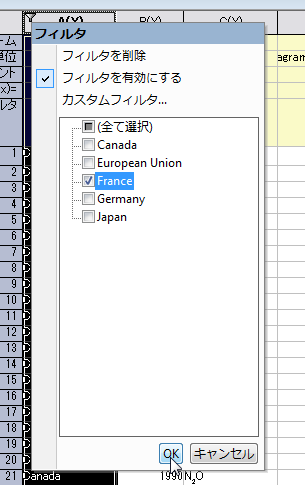 A(Y)
B(Y)
C(Y)
フィルタ
ーム
単位
ント
x)=
ルタ
agram
フィルタを削除
フィルタを有効にする
カスタムフィルタ...
(全て選択)
Canada
European Union
France
Germany
Japan
1
2
3
4
5
6
7
8
9
10
11
12
13
14
15
16
17
18
19
20
OK
キャンセル
21 Canada 1990 N₂O